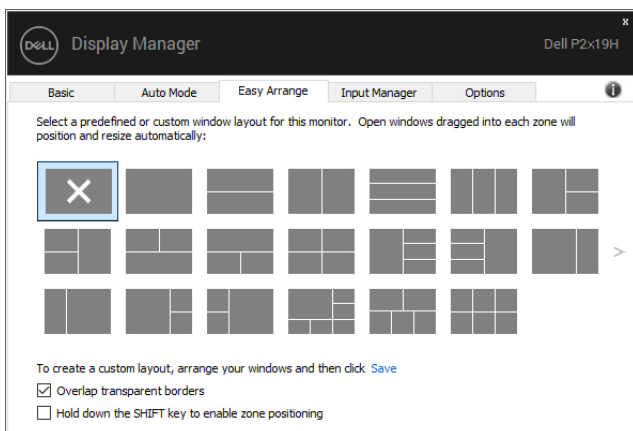 x
DELL Display Manager Dell P2x19H
Basic Auto Mode Easy Arrange Input Manager Options
Select a predefined or custom window layout for this monitor. Open windows dragged into each zone will
position and resize automatically:
To create a custom layout, arrange your windows and then click Save
Overlap transparent borders
Hold down the SHIFT key to enable zone positioning